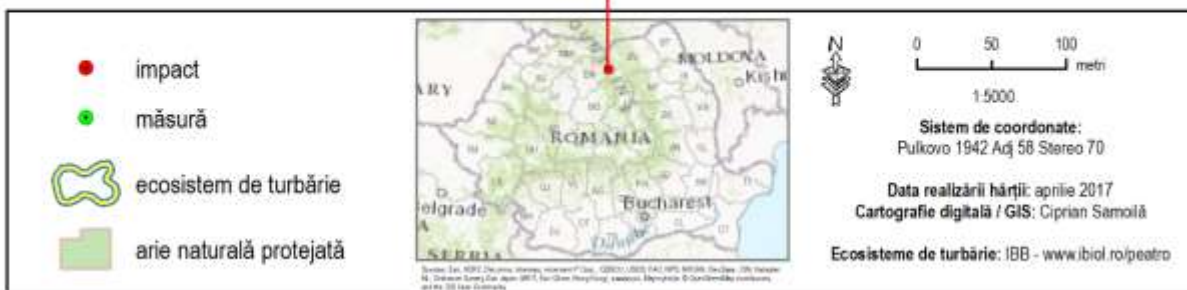 impact
măsură
ecosistem de turbărie
arie naturală protejată
MOLDOVA
ROMANIA
Bucharest
elgrade
SERBIA
N
0 50 100
metri
1:5000
Sistem de coordonate:
Pulkovo 1942 Adj 58 Stereo 70
Data realizării hărții: aprilie 2017
Cartografie digitală / GIS: Ciprian Samoilă
Ecosisteme de turbărie: IBB - www.ibiol.ro/peatro